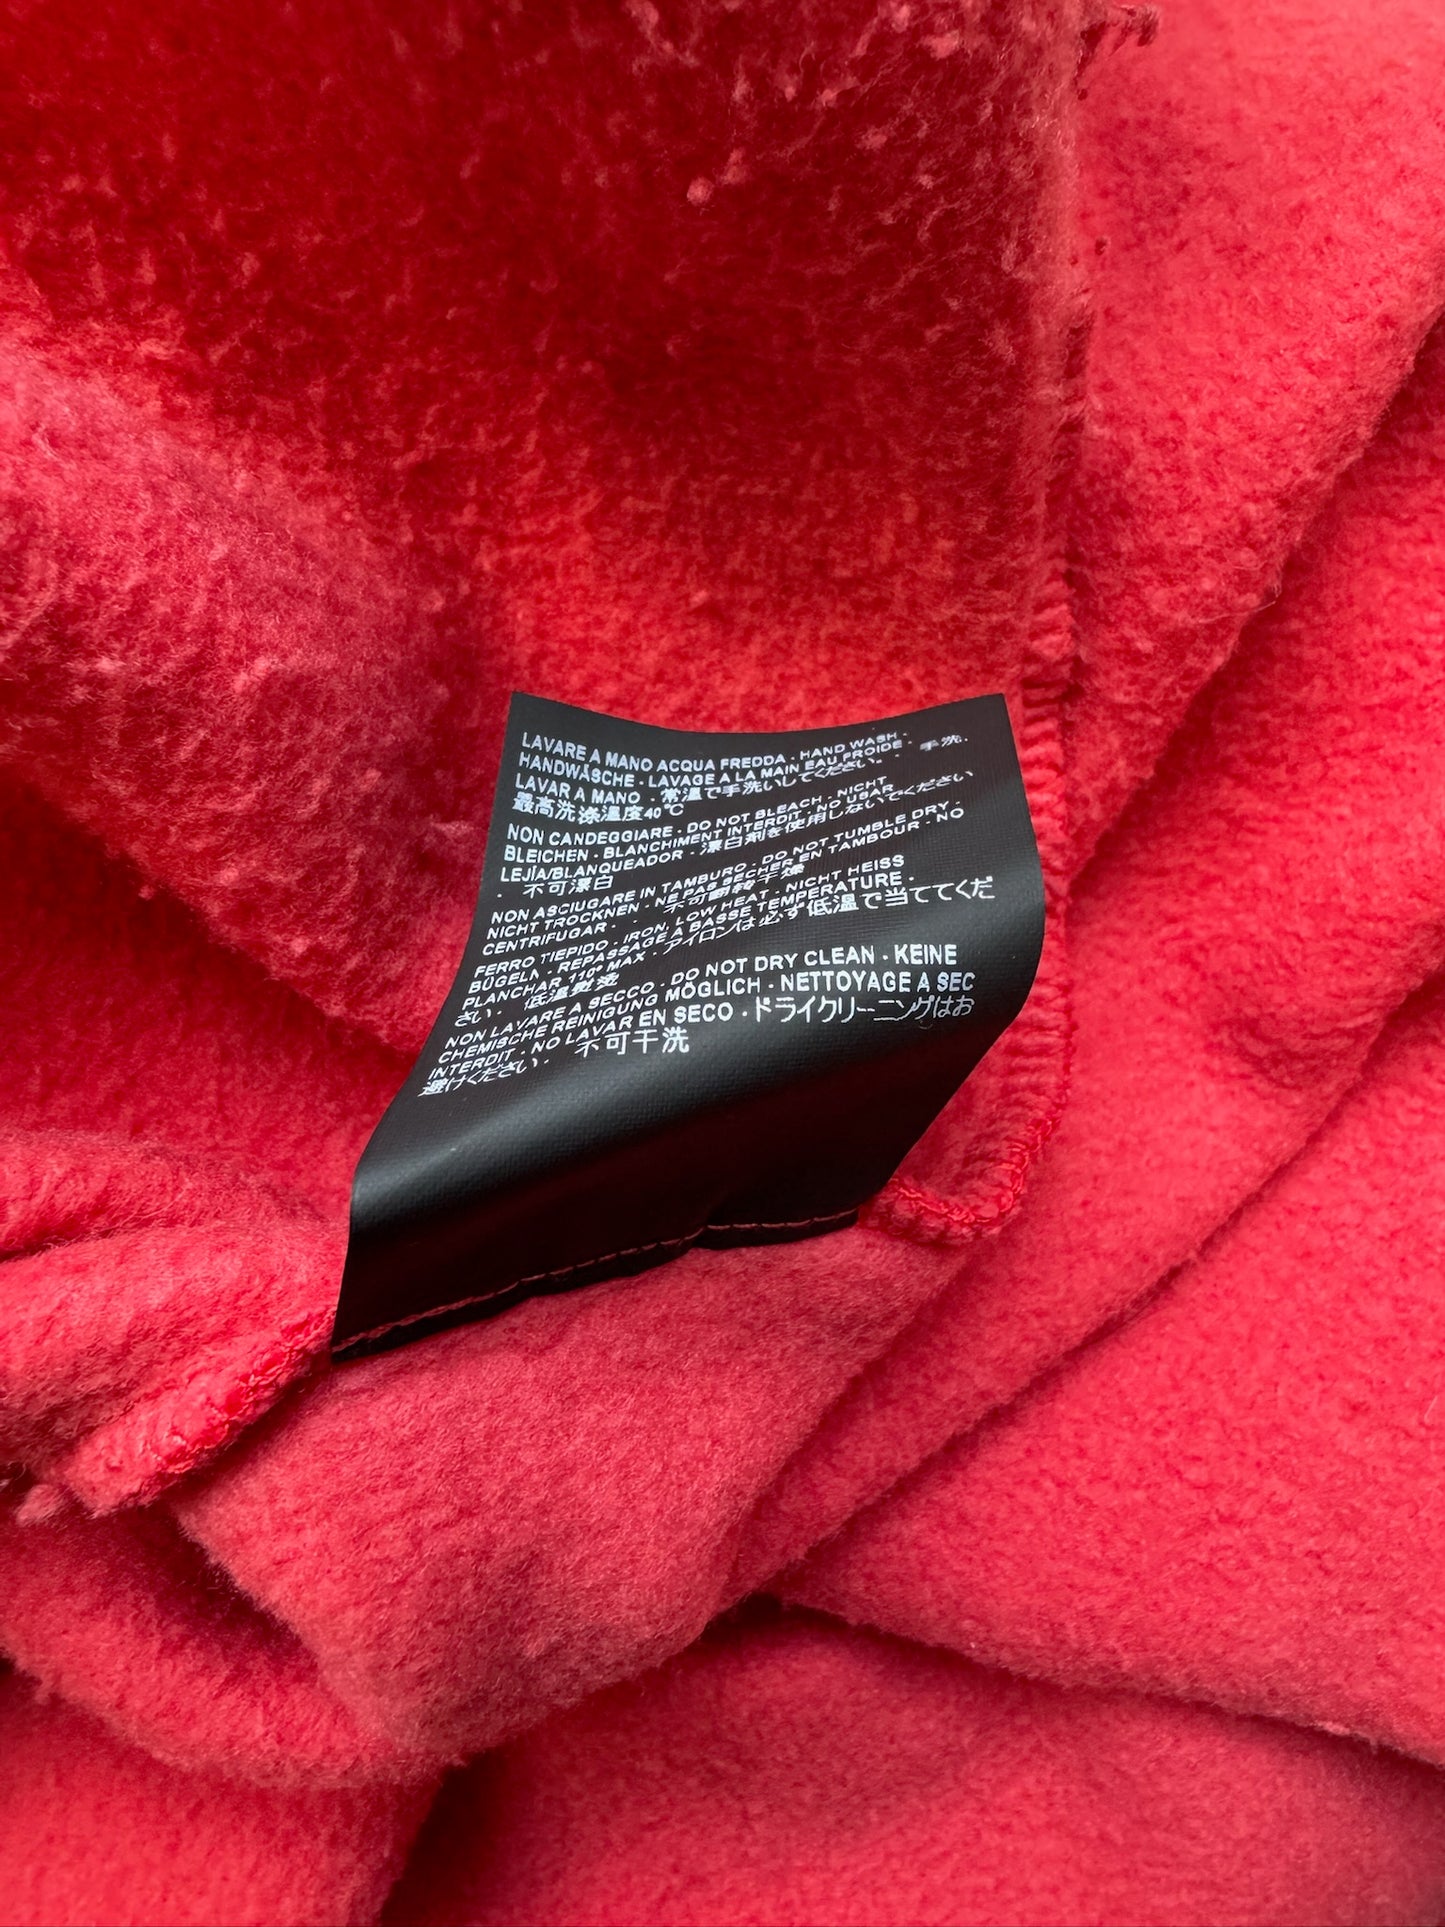 LAVARE A MANO ACQUA FREDDA - HAND WASH -
HANDWÄSCHE - LAVAGE A LA MAIN EAU FROIDE -
LAVAR A MANO - 常温で手洗いしてください。 - 手洗.
最高洗涤温度40℃
NON CANDEGGIARE - DO NOT BLEACH - NICHT
BLEICHEN - BLANCHIMENT INTERDIT - NO USAR
LEJÍA/BLANQUEADOR - 漂白剤を使用しないでください
- 不可漂白
NON ASCIUGARE IN TAMBURO - DO NOT TUMBLE DRY -
NICHT TROCKNEN - NE PAS SECHER EN TAMBOUR - NO
CENTRIFUGAR - - 不可翻转干燥
FERRO TIEPIDO - IRON, LOW HEAT - NICHT HEISS
BÜGELN - REPASSAGE A BASSE TEMPERATURE -
PLANCHAR 110° MAX - アイロンは必ず低温で当ててくだ
さい - 低温熨烫
NON LAVARE A SECCO - DO NOT DRY CLEAN - KEINE
CHEMISCHE REINIGUNG MÖGLICH - NETTOYAGE A SEC
INTERDIT - NO LAVAR EN SECO - ドライクリーニングはお
避けください - 不可干洗